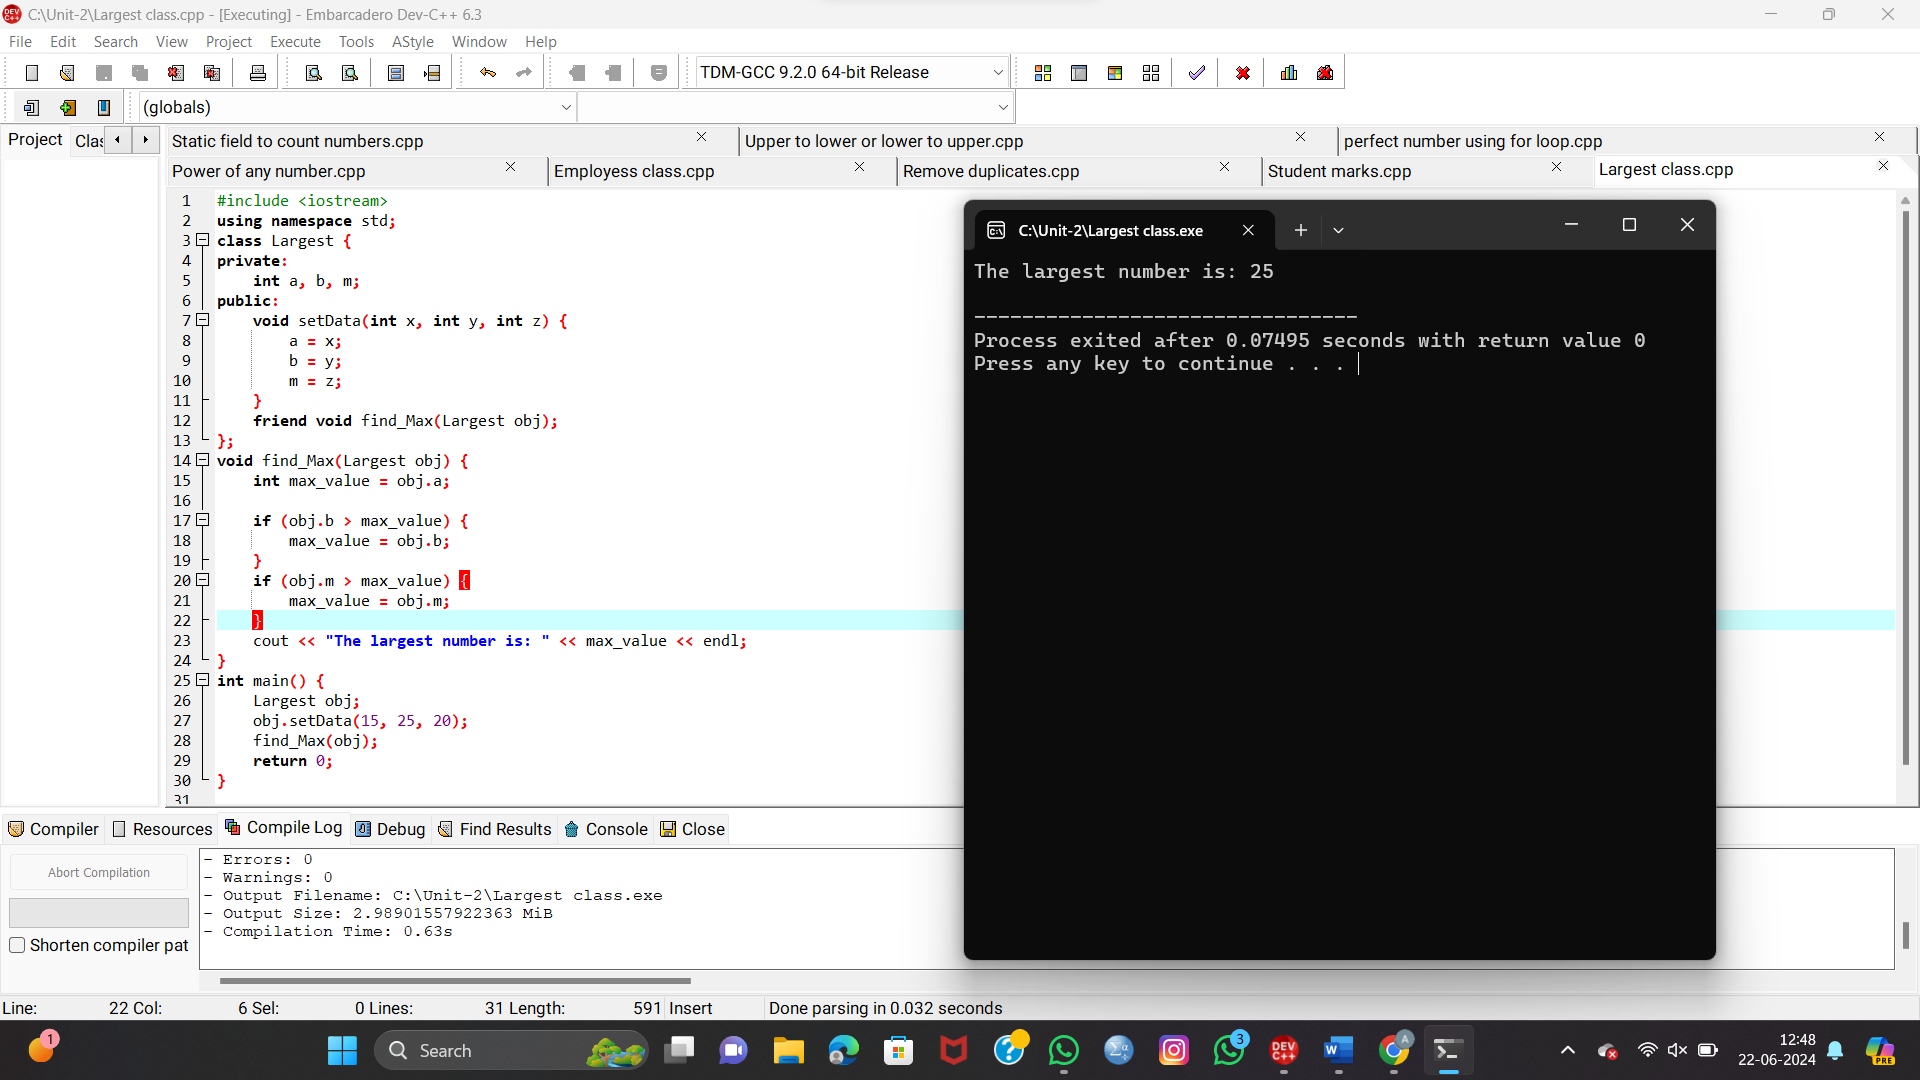 C:\Unit-2\Largest class.cpp - [Executing] - Embarcadero Dev-C++ 6.3
File Edit Search View Project Execute Tools AStyle Window Help
TDM-GCC 9.2.0 64-bit Release
(globals)
Project Clas
Static field to count numbers.cpp Upper to lower or lower to upper.cpp perfect number using for loop.cpp
Power of any number.cpp Employess class.cpp Remove duplicates.cpp Student marks.cpp Largest class.cpp
1 #include <iostream>
2 using namespace std;
3 class Largest {
4 private:
5 int a, b, m;
6 public:
7 void setData(int x, int y, int z) {
8 a = x;
9 b = y;
10 m = z;
11 }
12 friend void find_Max(Largest obj);
13 };
14 void find_Max(Largest obj) {
15 int max_value = obj.a;
16
17 if (obj.b > max_value) {
18 max_value = obj.b;
19 }
20 if (obj.m > max_value) {
21 max_value = obj.m;
22 }
23 cout << "The largest number is: " << max_value << endl;
24 }
25 int main() {
26 Largest obj;
27 obj.setData(15, 25, 20);
28 find_Max(obj);
29 return 0;
30 }
31
C:\Unit-2\Largest class.exe
The largest number is: 25
--------------------------------
Process exited after 0.07495 seconds with return value 0
Press any key to continue . . .
Compiler Resources Compile Log Debug Find Results Console Close
Abort Compilation
Shorten compiler pat
- Errors: 0
- Warnings: 0
- Output Filename: C:\Unit-2\Largest class.exe
- Output Size: 2.98901557922363 MiB
- Compilation Time: 0.63s
Line: 22 Col: 6 Sel: 0 Lines: 31 Length: 591 Insert Done parsing in 0.032 seconds
1
Search
3
DEV C++
A
PRE
12:48
22-06-2024